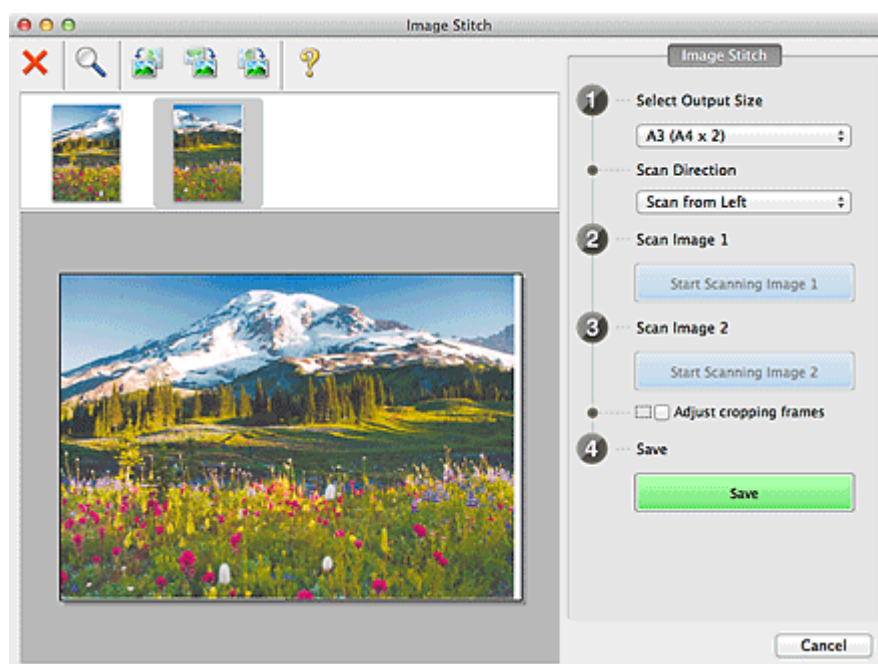 Image Stitch
Image Stitch
1 Select Output Size
A3 (A4 x 2)
Scan Direction
Scan from Left
2 Scan Image 1
Start Scanning Image 1
3 Scan Image 2
Start Scanning Image 2
Adjust cropping frames
4 Save
Save
Cancel